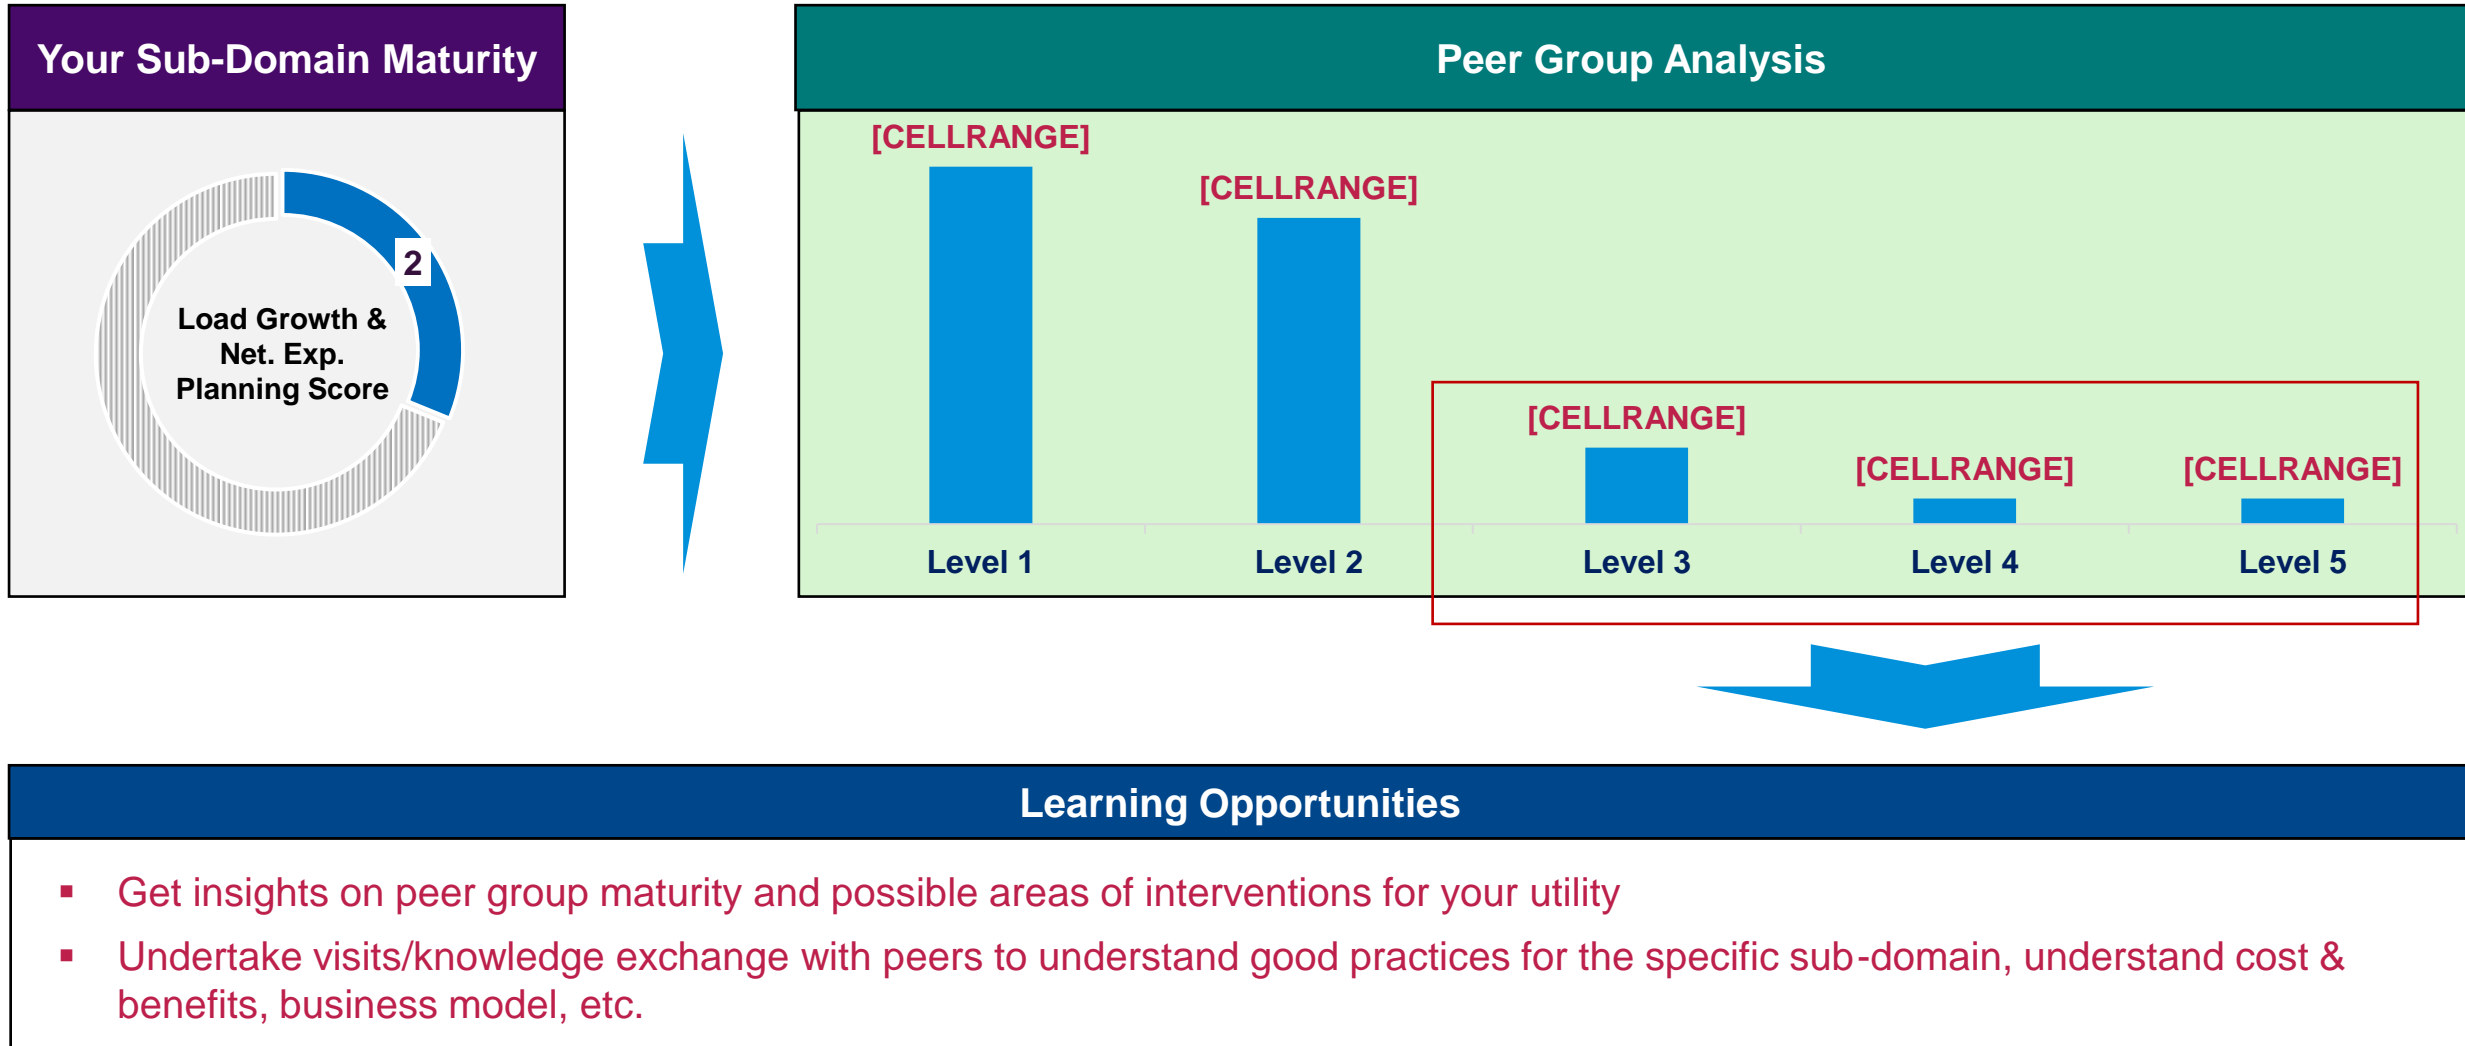 Your Sub-Domain Maturity
Peer Group Analysis
2
Load Growth &
Net. Exp.
Planning Score
[CELLRANGE]
[CELLRANGE]
[CELLRANGE]
[CELLRANGE]
[CELLRANGE]
Level 1
Level 2
Level 3
Level 4
Level 5
Learning Opportunities
▪ Get insights on peer group maturity and possible areas of interventions for your utility
▪ Undertake visits/knowledge exchange with peers to understand good practices for the specific sub-domain, understand cost &
benefits, business model, etc.